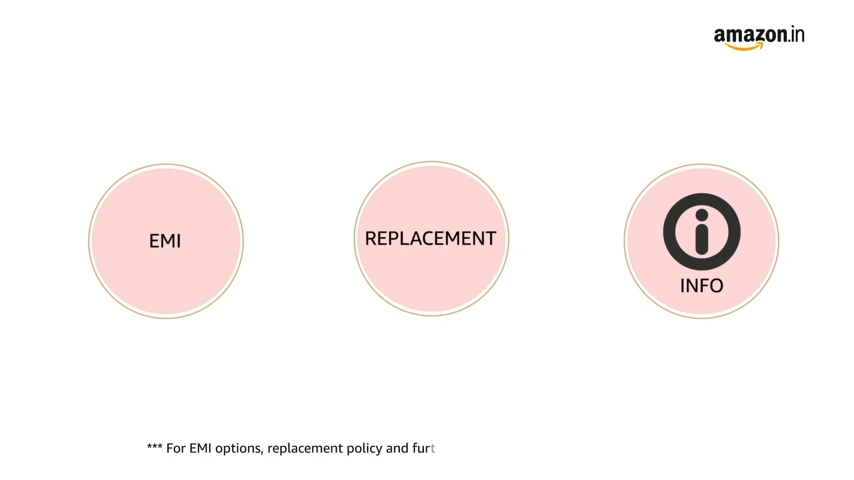 amazon.in
EMI
REPLACEMENT
INFO
*** For EMI options, replacement policy and furt